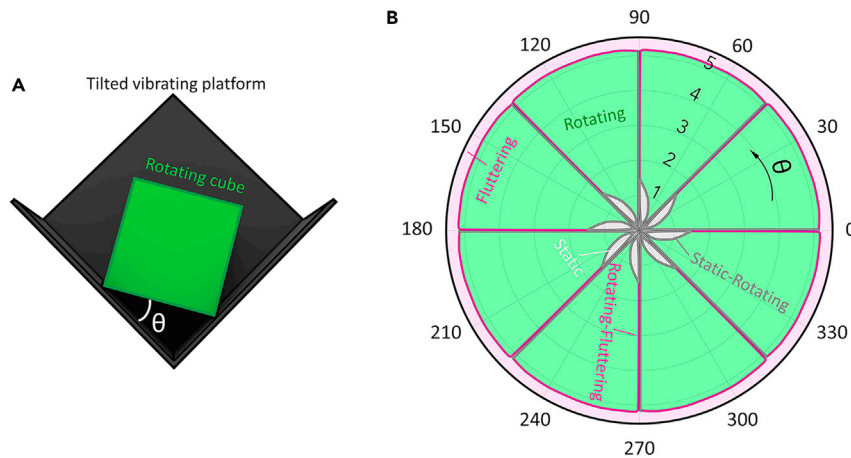 A
Tilted vibrating platform
Rotating cube
θ
B
90
120
60
150
30
180
0
210
330
240
300
270
5
4
3
2
1
θ
Rotating
Fluttering
Static
Static-Rotating
Rotating-Fluttering